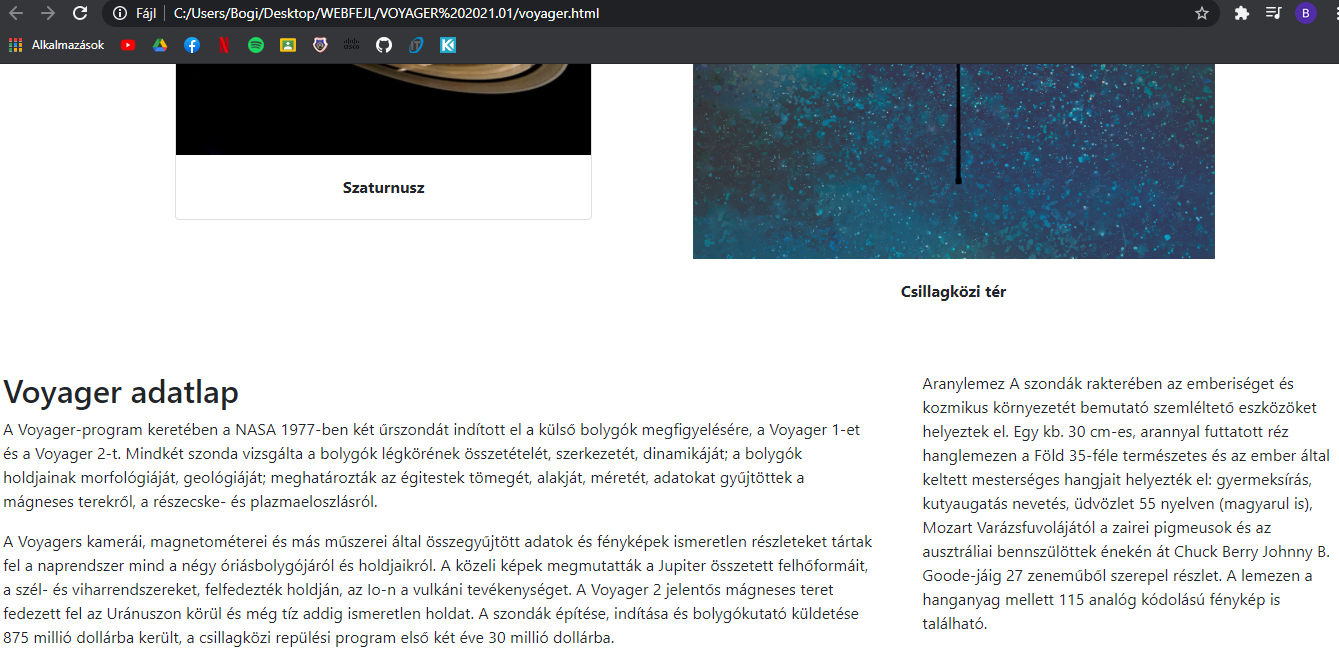 Fájl
C:/Users/Bogi/Desktop/WEBFEJL/VOYAGER%202021.01/voyager.html
B
Alkalmazások
Szaturnusz
Csillagközi tér
Voyager adatlap
A Voyager-program keretében a NASA 1977-ben két űrszondát indított el a külső bolygók megfigyelésére, a Voyager 1-et
és a Voyager 2-t. Mindkét szonda vizsgálta a bolygók légkörének összetételét, szerkezetét, dinamikáját; a bolygók
holdjainak morfológiáját, geológiáját; meghatározták az égitestek tömegét, alakját, méretét, adatokat gyűjtöttek a
mágneses terekről, a részecske- és plazmaeloszlásról.
A Voyagers kamerái, magnetométerei és más műszerei által összegyűjtött adatok és fényképek ismeretlen részleteket tártak
fel a naprendszer mind a négy óriásbolygójáról és holdjaikról. A közeli képek megmutatták a Jupiter összetett felhőformáit,
a szél- és viharrendszereket, felfedezték holdján, az Io-n a vulkáni tevékenységet. A Voyager 2 jelentős mágneses teret
fedezett fel az Uránuszon körül és még tíz addig ismeretlen holdat. A szondák építése, indítása és bolygókutató küldetése
875 millió dollárba került, a csillagközi repülési program első két éve 30 millió dollárba.
Aranylemez A szondák rakterében az emberiséget és
kozmikus környezetét bemutató szemléltető eszközöket
helyeztek el. Egy kb. 30 cm-es, arannyal futtatott réz
hanglemezen a Föld 35-féle természetes és az ember által
keltett mesterséges hangjait helyezték el: gyermeksírás,
kutyaugatás nevetés, üdvözlet 55 nyelven (magyarul is),
Mozart Varázsfuvolájától a zairei pigmeusok és az
ausztráliai bennszülöttek énekén át Chuck Berry Johnny B.
Goode-jáig 27 zeneműből szerepel részlet. A lemezen a
hanganyag mellett 115 analóg kódolású fénykép is
található.